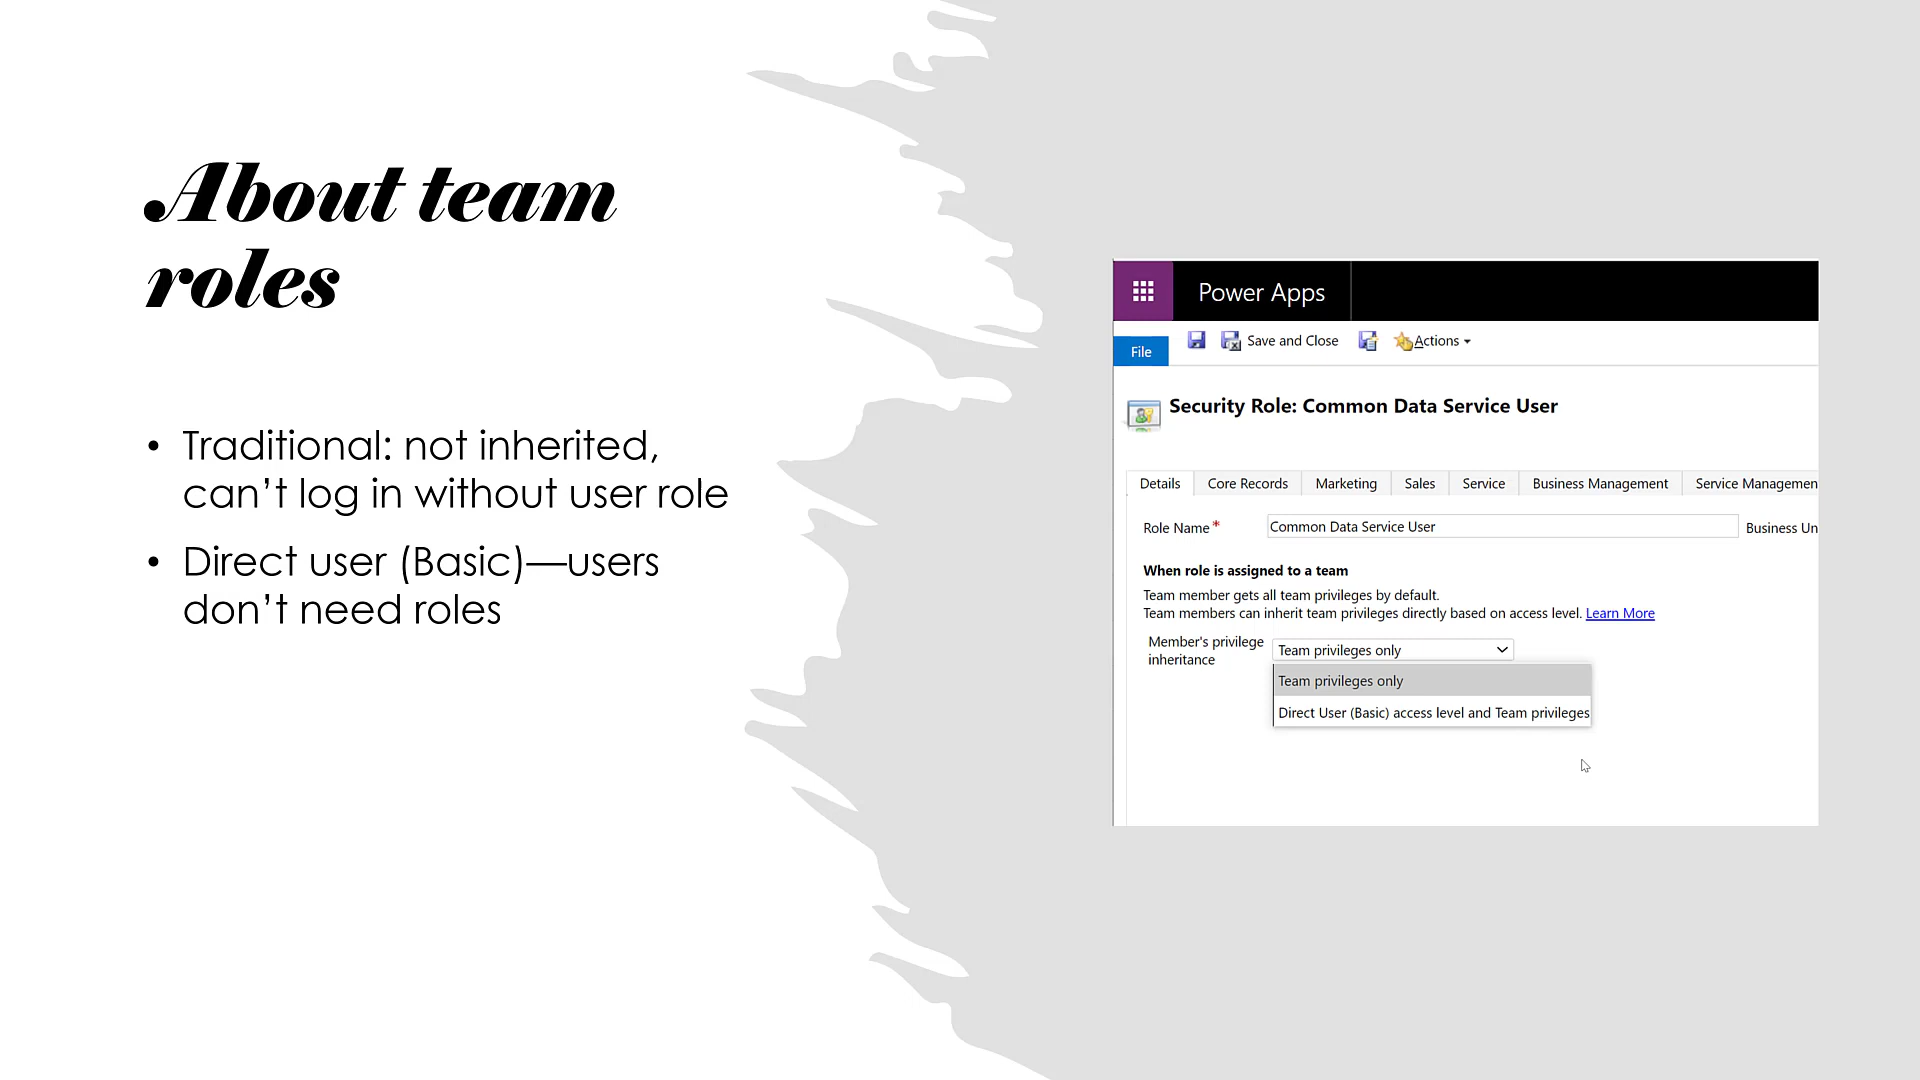 About team
roles
• Traditional: not inherited,
can’t log in without user role
• Direct user (Basic)—users
don’t need roles
Power Apps
File
Save and Close
Actions
Security Role: Common Data Service User
Details Core Records Marketing Sales Service Business Management Service Managemen
Role Name* Common Data Service User Business Un
When role is assigned to a team
Team member gets all team privileges by default.
Team members can inherit team privileges directly based on access level. Learn More
Member's privilege
inheritance
Team privileges only
Team privileges only
Direct User (Basic) access level and Team privileges